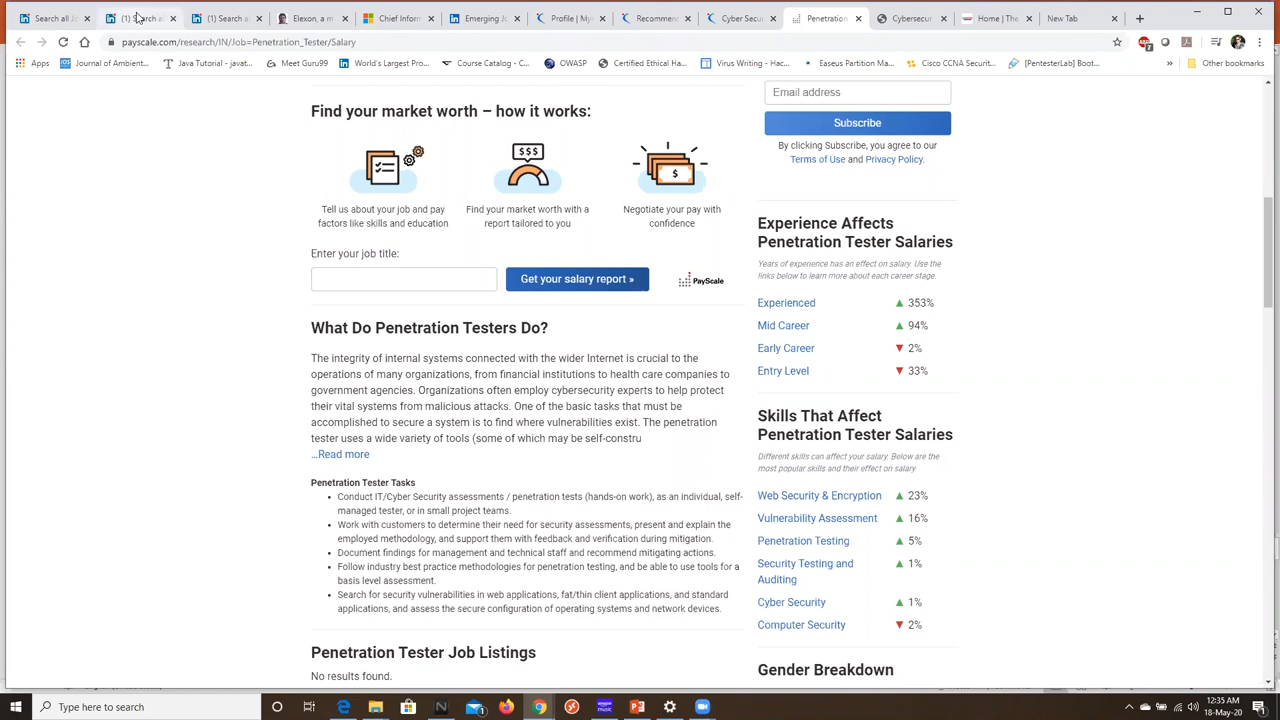 Search all Jo
(1) Search al
(1) Search a
Elexon, a m
Chief Inform
Emerging Jo
Profile | My
Recommen
Cyber Secu
Penetration
Cybersecur
Home | The
New Tab
payscale.com/research/IN/Job=Penetration_Tester/Salary
Apps
Journal of Ambient...
Java Tutorial - javat...
Meet Guru99
World's Largest Pro...
Course Catalog - C...
OWASP
Certified Ethical Ha...
Virus Writing - Hac...
Easeus Partition Ma...
Cisco CCNA Securit...
[PentesterLab] Boot...
»
Other bookmarks
Find your market worth – how it works:
$$$
$
Tell us about your job and pay
factors like skills and education
Find your market worth with a
report tailored to you
Negotiate your pay with
confidence
Enter your job title:
Get your salary report »
PayScale
What Do Penetration Testers Do?
The integrity of internal systems connected with the wider Internet is crucial to the
operations of many organizations, from financial institutions to health care companies to
government agencies. Organizations often employ cybersecurity experts to help protect
their vital systems from malicious attacks. One of the basic tasks that must be
accomplished to secure a system is to find where vulnerabilities exist. The penetration
tester uses a wide variety of tools (some of which may be self-constru
...Read more
Penetration Tester Tasks
• Conduct IT/Cyber Security assessments / penetration tests (hands-on work), as an individual, self-
managed tester, or in small project teams.
• Work with customers to determine their need for security assessments, present and explain the
employed methodology, and support them with feedback and verification during mitigation.
• Document findings for management and technical staff and recommend mitigating actions.
• Follow industry best practice methodologies for penetration testing, and be able to use tools for a
basis level assessment.
• Search for security vulnerabilities in web applications, fat/thin client applications, and standard
applications, and assess the secure configuration of operating systems and network devices.
Penetration Tester Job Listings
No results found.
Email address
Subscribe
By clicking Subscribe, you agree to our
Terms of Use and Privacy Policy.
Experience Affects
Penetration Tester Salaries
Years of experience has an effect on salary. Use the
links below to learn more about each career stage.
Experienced ▲ 353%
Mid Career ▲ 94%
Early Career ▼ 2%
Entry Level ▼ 33%
Skills That Affect
Penetration Tester Salaries
Different skills can affect your salary. Below are the
most popular skills and their effect on salary.
Web Security & Encryption ▲ 23%
Vulnerability Assessment ▲ 16%
Penetration Testing ▲ 5%
Security Testing and ▲ 1%
Auditing
Cyber Security ▲ 1%
Computer Security ▼ 2%
Gender Breakdown
Type here to search
12:35 AM
18-May-20